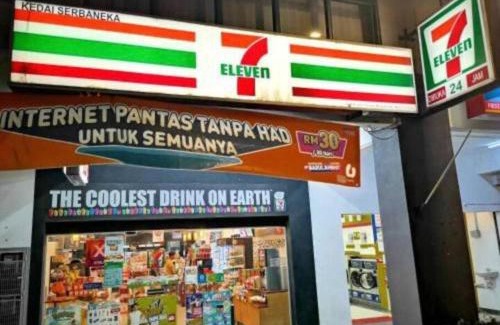 KEDAI SERBANEKA
7
ELEVEN
7
ELEVEN
DIBUKA 24 JAM
INTERNET PANTAS TANPA HAD
UNTUK SEMUANYA
RM30
THE COOLEST DRINK ON EARTH